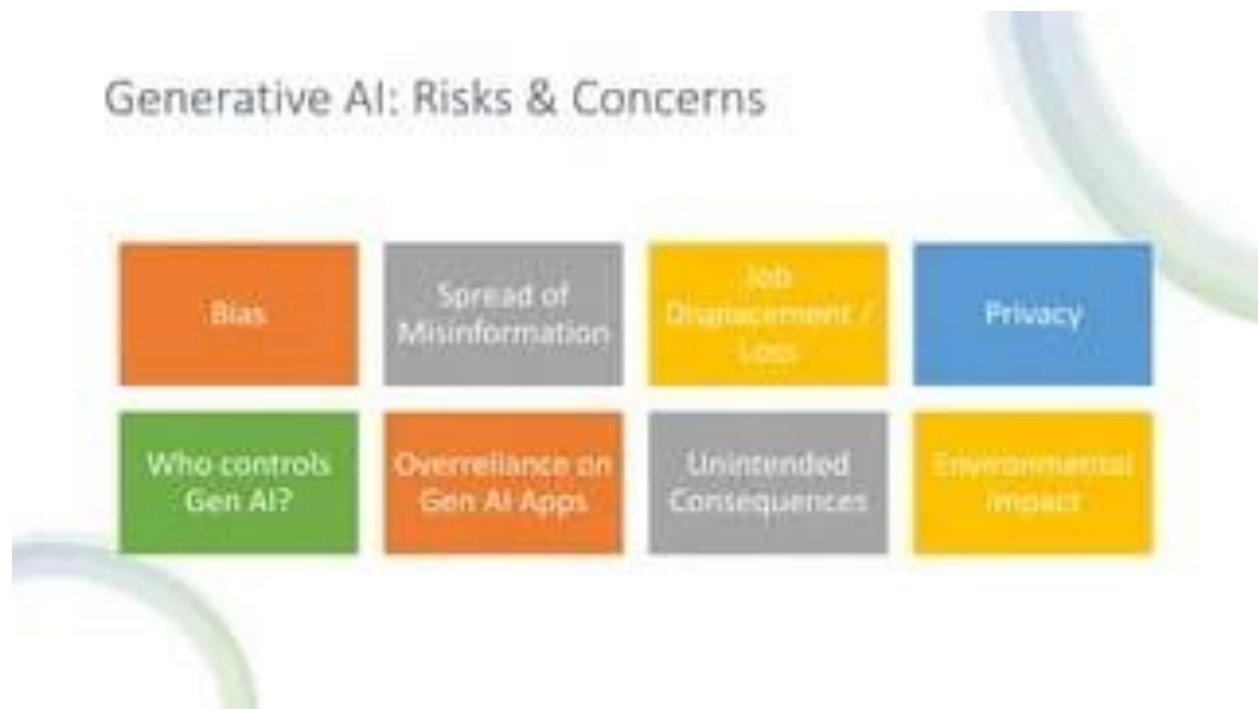 Generative AI: Risks & Concerns
Bias
Spread of
Misinformation
Job
Displacement /
Loss
Privacy
Who controls
Gen AI?
Overreliance on
Gen AI Apps
Unintended
Consequences
Environmental
Impact